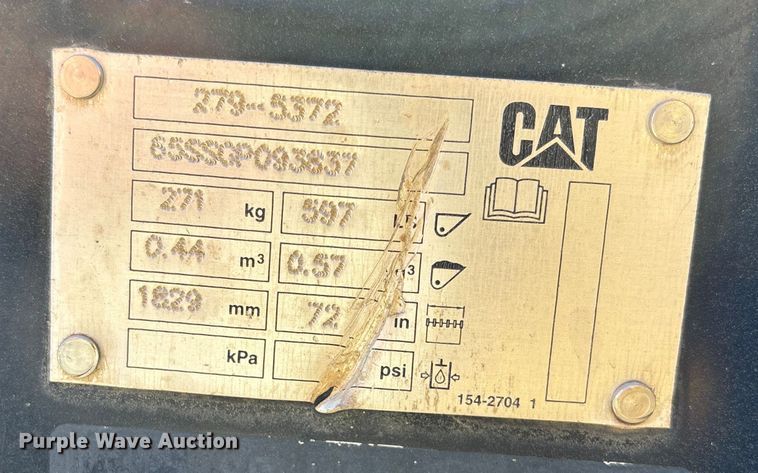 279-5372
CAT
65SSGP093837
271 kg 597
0.44 m³ 0.57
1829 mm 72 in
kPa psi
154-2704 1
Purple Wave Auction